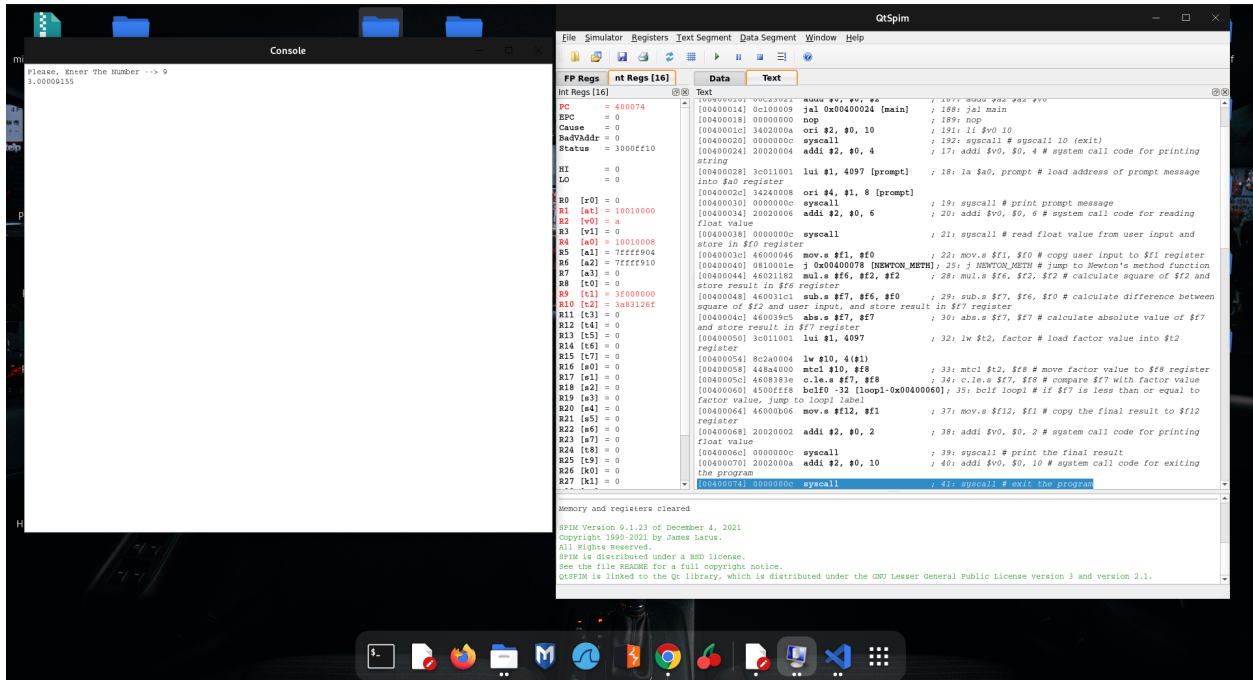 Console
Please, Enter The Number --> 9
3.00009155
QtSpim
File Simulator Registers Text Segment Data Segment Window Help
FP Regs nt Regs [16]
Int Regs [16]
PC = 400074
EPC = 0
Cause = 0
BadVAddr = 0
Status = 3000ff10
HI = 0
LO = 0
R0 [r0] = 0
R1 [at] = 10010000
R2 [v0] = a
R3 [v1] = 0
R4 [a0] = 10010008
R5 [a1] = 7ffff904
R6 [a2] = 7ffff910
R7 [a3] = 0
R8 [t0] = 0
R9 [t1] = 3f000000
R10 [t2] = 3a83126f
R11 [t3] = 0
R12 [t4] = 0
R13 [t5] = 0
R14 [t6] = 0
R15 [t7] = 0
R16 [s0] = 0
R17 [s1] = 0
R18 [s2] = 0
R19 [s3] = 0
R20 [s4] = 0
R21 [s5] = 0
R22 [s6] = 0
R23 [s7] = 0
R24 [t8] = 0
R25 [t9] = 0
R26 [k0] = 0
R27 [k1] = 0
Data Text
Text
[00400014] 0c100009 jal 0x00400024 [main] ; 188: jal main
[00400018] 00000000 nop ; 189: nop
[0040001c] 3402000a ori $2, $0, 10 ; 191: li $v0 10
[00400020] 0000000c syscall ; 192: syscall # syscall 10 (exit)
[00400024] 20020004 addi $2, $0, 4 ; 17: addi $v0, $0, 4 # system call code for printing
string
[00400028] 3c011001 lui $1, 4097 [prompt] ; 18: la $a0, prompt # load address of prompt message
into $a0 register
[0040002c] 34240008 ori $4, $1, 8 [prompt]
[00400030] 0000000c syscall ; 19: syscall # print prompt message
[00400034] 20020006 addi $2, $0, 6 ; 20: addi $v0, $0, 6 # system call code for reading
float value
[00400038] 0000000c syscall ; 21: syscall # read float value from user input and
store in $f0 register
[0040003c] 46000046 mov.s $f1, $f0 ; 22: mov.s $f1, $f0 # copy user input to $f1 register
[00400040] 0810001e j 0x00400078 [NEWTON_METH]; 25: j NEWTON_METH # jump to Newton's method function
[00400044] 46021182 mul.s $f6, $f2, $f2 ; 28: mul.s $f6, $f2, $f2 # calculate square of $f2 and
store result in $f6 register
[00400048] 460031c1 sub.s $f7, $f6, $f0 ; 29: sub.s $f7, $f6, $f0 # calculate difference between
square of $f2 and user input, and store result in $f7 register
[0040004c] 460039c5 abs.s $f7, $f7 ; 30: abs.s $f7, $f7 # calculate absolute value of $f7
and store result in $f7 register
[00400050] 3c011001 lui $1, 4097 ; 32: lw $t2, factor # load factor value into $t2
register
[00400054] 8c2a0004 lw $10, 4($1)
[00400058] 448a4000 mtc1 $10, $f8 ; 33: mtc1 $t2, $f8 # move factor value to $f8 register
[0040005c] 4608383e c.le.s $f7, $f8 ; 34: c.le.s $f7, $f8 # compare $f7 with factor value
[00400060] 4500fff8 bc1f0 -32 [loop1-0x00400060]; 35: bc1f loop1 # if $f7 is less than or equal to
factor value, jump to loop1 label
[00400064] 46000b06 mov.s $f12, $f1 ; 37: mov.s $f12, $f1 # copy the final result to $f12
register
[00400068] 20020002 addi $2, $0, 2 ; 38: addi $v0, $0, 2 # system call code for printing
float value
[0040006c] 0000000c syscall ; 39: syscall # print the final result
[00400070] 2002000a addi $2, $0, 10 ; 40: addi $v0, $0, 10 # system call code for exiting
the program
[00400074] 0000000c syscall ; 41: syscall # exit the program
Memory and registers cleared
SPIM Version 9.1.23 of December 4, 2021
Copyright 1990-2021 by James Larus.
All Rights Reserved.
SPIM is distributed under a BSD license.
See the file README for a full copyright notice.
QtSPIM is linked to the Qt library, which is distributed under the GNU Lesser General Public License version 3 and version 2.1.